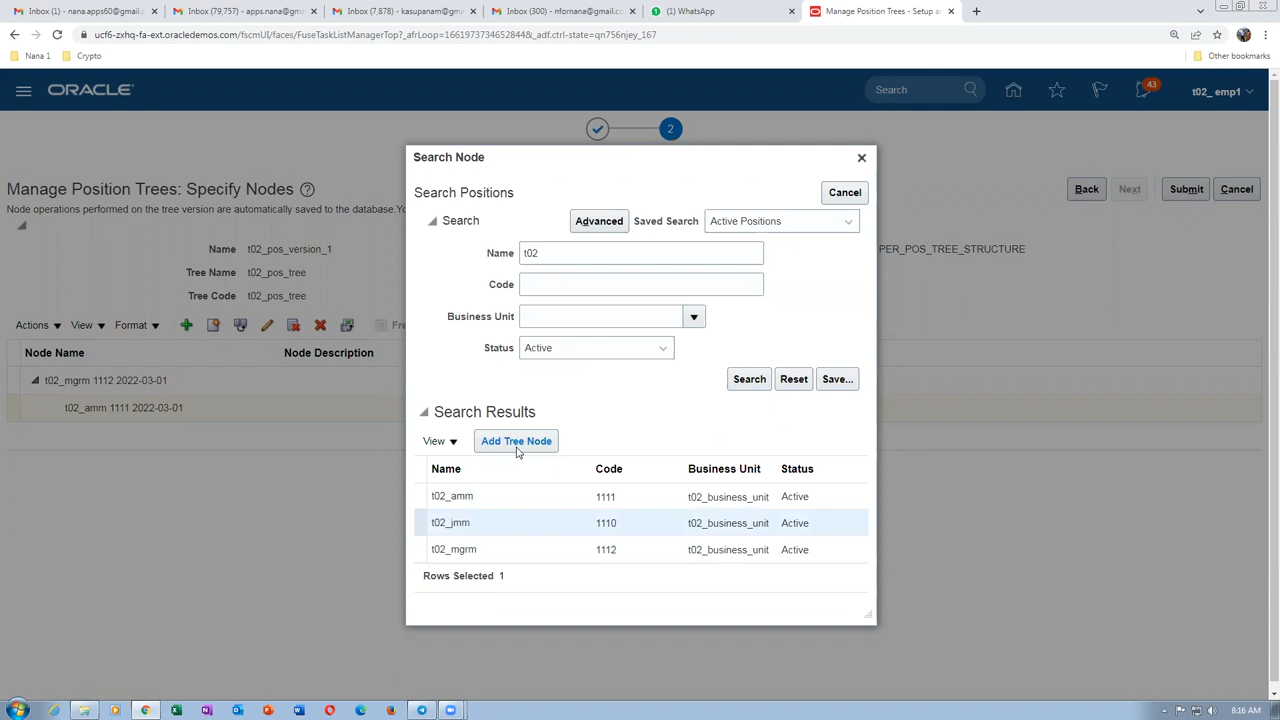 Inbox (1) - nana.apps60@gmail.c
Inbox (79,757) - apps.nana@gma
Inbox (7,878) - kasupanam@gma
Inbox (300) - nfornana@gmail.co
(1) WhatsApp
Manage Position Trees - Setup a
ucf6-zxhq-fa-ext.oracledemos.com/fscmUI/faces/FuseTaskListManagerTop?_afrLoop=16619737346528448&_adf.ctrl-state=qn756njey_167
Nana 1
Crypto
Other bookmarks
ORACLE
Search
43
t02_ emp1
2
Manage Position Trees: Specify Nodes
Back
Next
Submit
Cancel
Node operations performed on the tree version are automatically saved to the database.Yo
Name t02_pos_version_1
PER_POS_TREE_STRUCTURE
Tree Name t02_pos_tree
Tree Code t02_pos_tree
Actions View Format
Fre
Node Name Node Description
t02_mgrm 1112 2022-03-01
t02_amm 1111 2022-03-01
Search Node
Search Positions
Cancel
Search
Advanced
Saved Search Active Positions
Name t02
Code
Business Unit
Status Active
Search
Reset
Save...
Search Results
View
Add Tree Node
Name Code Business Unit Status
t02_amm 1111 t02_business_unit Active
t02_jmm 1110 t02_business_unit Active
t02_mgrm 1112 t02_business_unit Active
Rows Selected 1
8:16 AM